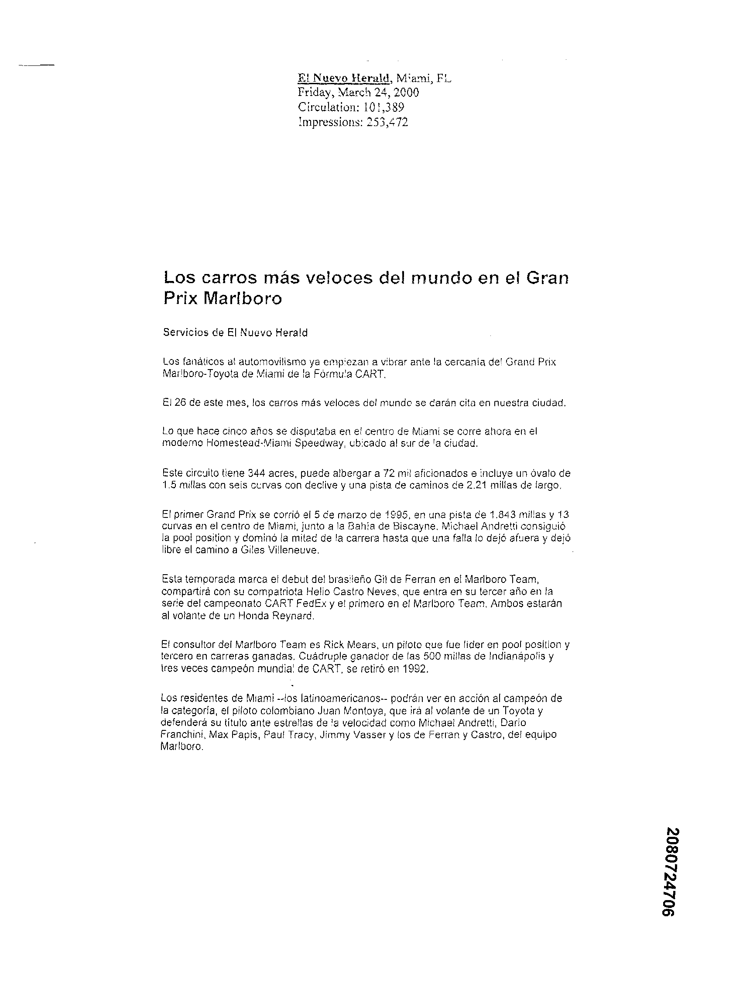 El Nuevo Herald, Miami, FL
Friday, March 24, 2000
Circulation: 101,389
Impressions: 253,472
Los carros más veloces del mundo en el Gran
Prix Marlboro
Servicios de El Nuevo Herald
Los fanáticos al automovilismo ya empiezan a vibrar ante la cercanía del Grand Prix
Marlboro-Toyota de Miami de la Fórmula CART.
El 26 de este mes, los carros más veloces del mundo se darán cita en nuestra ciudad.
Lo que hace cinco años se disputaba en el centro de Miami se corre ahora en el
moderno Homestead-Miami Speedway, ubicado al sur de la ciudad.
Este circuito tiene 344 acres, puede albergar a 72 mil aficionados e incluye un óvalo de
1.5 millas con seis curvas con declive y una pista de caminos de 2.21 millas de largo.
El primer Grand Prix se corrió el 5 de marzo de 1995, en una pista de 1.843 millas y 13
curvas en el centro de Miami, junto a la Bahía de Biscayne. Michael Andretti consiguió
la pool position y dominó la mitad de la carrera hasta que una falla lo dejó afuera y dejó
libre el camino a Giles Villeneuve.
Esta temporada marca el debut del brasileño Gil de Ferran en el Marlboro Team,
compartirá con su compatriota Helio Castro Neves, que entra en su tercer año en la
serie del campeonato CART FedEx y el primero en el Marlboro Team. Ambos estarán
al volante de un Honda Reynard.
El consultor del Marlboro Team es Rick Mears, un piloto que fue líder en pool position y
tercero en carreras ganadas. Cuádruple ganador de las 500 millas de Indianápolis y
tres veces campeón mundial de CART, se retiró en 1992.
Los residentes de Miami --los latinoamericanos-- podrán ver en acción al campeón de
la categoría, el piloto colombiano Juan Montoya, que irá al volante de un Toyota y
defenderá su título ante estrellas de la velocidad como Michael Andretti, Dario
Franchini, Max Papis, Paul Tracy, Jimmy Vasser y los de Ferran y Castro, del equipo
Marlboro.
2080724706